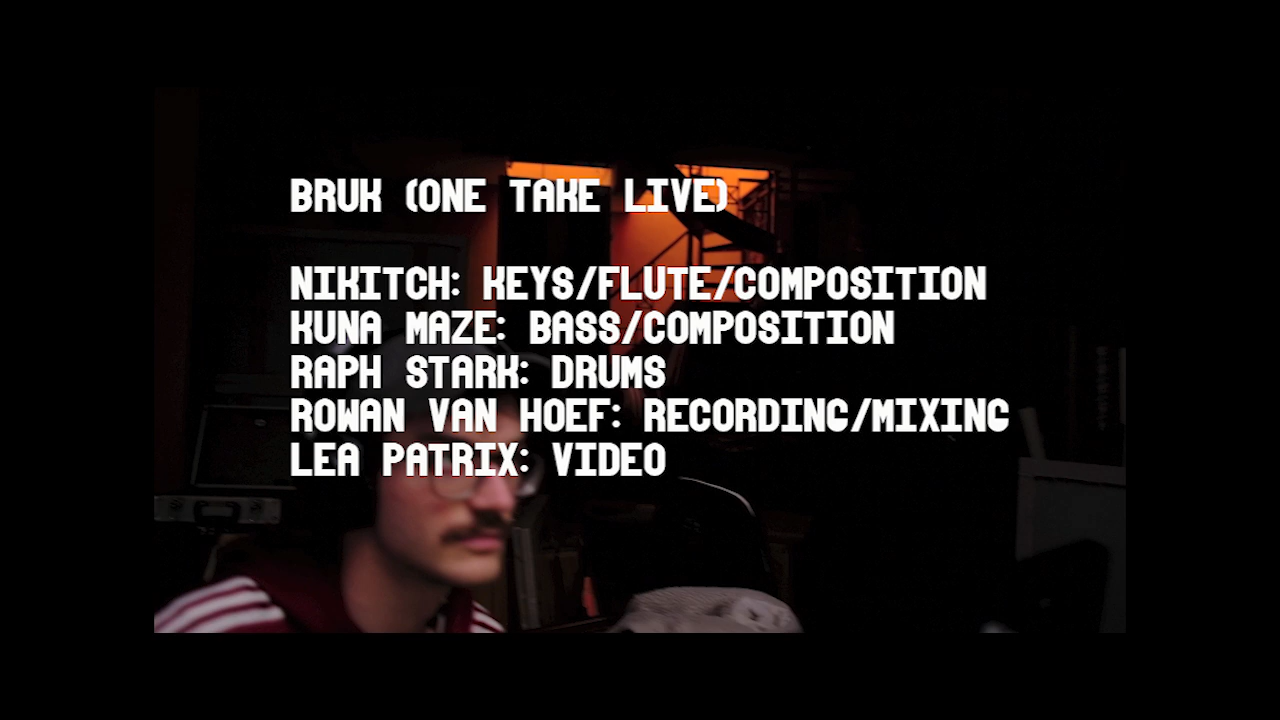 BRUK (ONE TAKE LIVE)
NIKITCH: KEYS/FLUTE/COMPOSITION
KUNA MAZE: BASS/COMPOSITION
RAPH STARK: DRUMS
ROWAN VAN HOEF: RECORDING/MIXING
LEA PATRIX: VIDEO